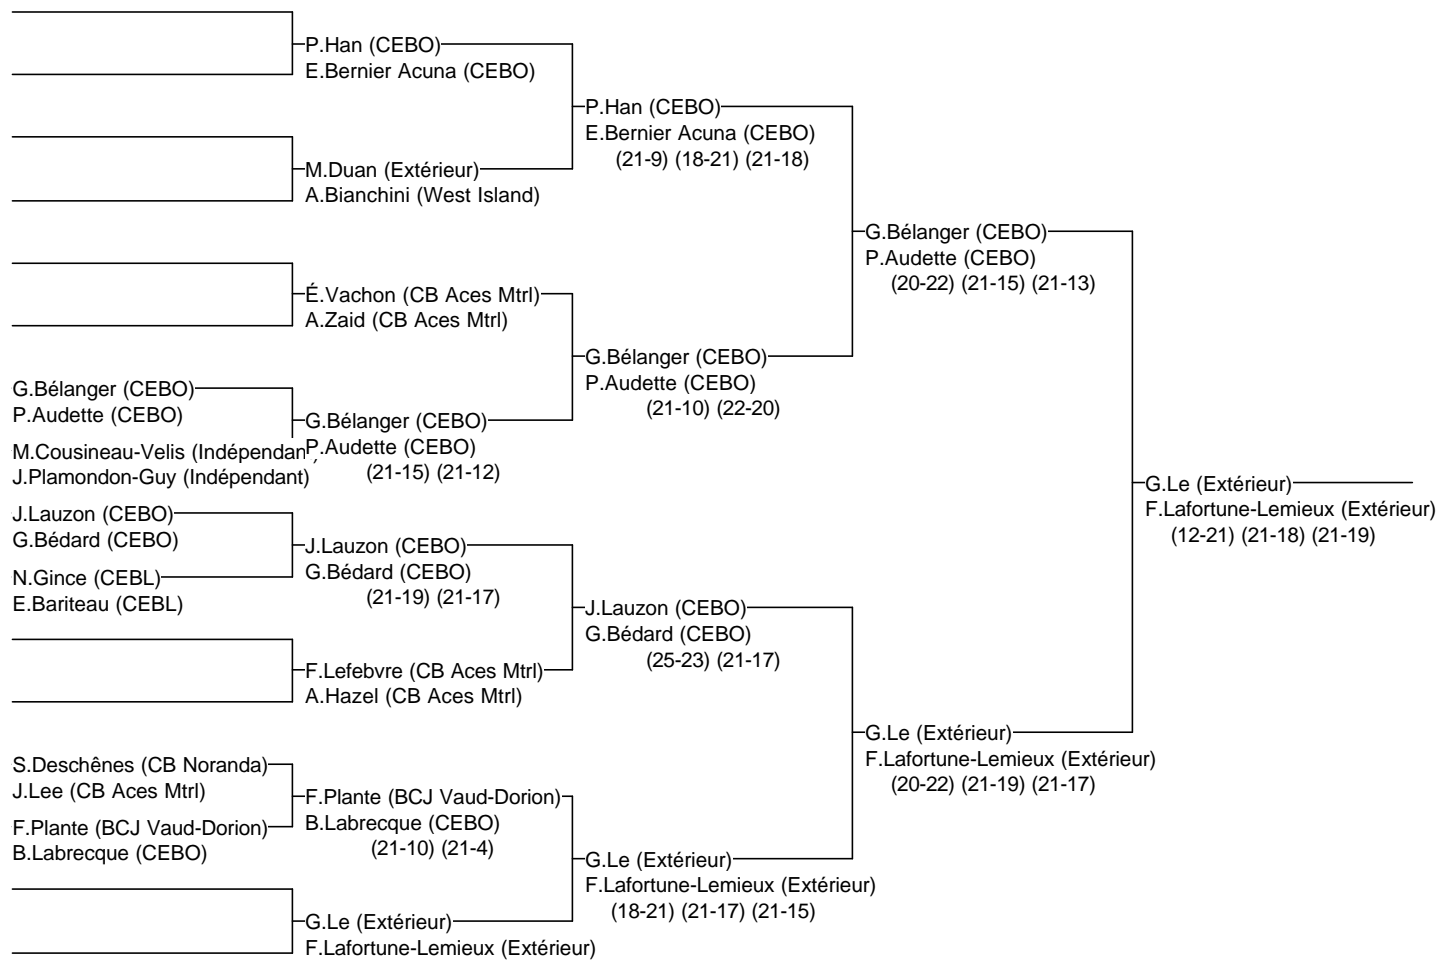 P.Han (CEBO)
E.Bernier Acuna (CEBO)
P.Han (CEBO)
E.Bernier Acuna (CEBO)
(21-9) (18-21) (21-18)
M.Duan (Extérieur)
A.Bianchini (West Island)
G.Bélanger (CEBO)
P.Audette (CEBO)
(20-22) (21-15) (21-13)
É.Vachon (CB Aces Mtrl)
A.Zaid (CB Aces Mtrl)
G.Bélanger (CEBO)
P.Audette (CEBO)
(21-10) (22-20)
G.Bélanger (CEBO)
P.Audette (CEBO)
G.Bélanger (CEBO)
P.Audette (CEBO)
(21-15) (21-12)
M.Cousineau-Velis (Indépendan
J.Plamondon-Guy (Indépendant)
G.Le (Extérieur)
F.Lafortune-Lemieux (Extérieur)
(12-21) (21-18) (21-19)
J.Lauzon (CEBO)
G.Bédard (CEBO)
J.Lauzon (CEBO)
G.Bédard (CEBO)
(21-19) (21-17)
N.Gince (CEBL)
E.Bariteau (CEBL)
J.Lauzon (CEBO)
G.Bédard (CEBO)
(25-23) (21-17)
F.Lefebvre (CB Aces Mtrl)
A.Hazel (CB Aces Mtrl)
G.Le (Extérieur)
F.Lafortune-Lemieux (Extérieur)
(20-22) (21-19) (21-17)
S.Deschênes (CB Noranda)
J.Lee (CB Aces Mtrl)
F.Plante (BCJ Vaud-Dorion)
B.Labrecque (CEBO)
(21-10) (21-4)
F.Plante (BCJ Vaud-Dorion)
B.Labrecque (CEBO)
G.Le (Extérieur)
F.Lafortune-Lemieux (Extérieur)
(18-21) (21-17) (21-15)
G.Le (Extérieur)
F.Lafortune-Lemieux (Extérieur)